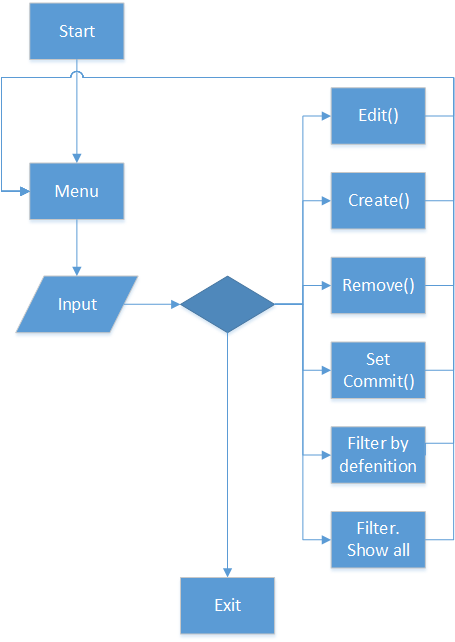 Start
Menu
Input
Edit()
Create()
Remove()
Set
Commit()
Filter by
defenition
Filter.
Show all
Exit